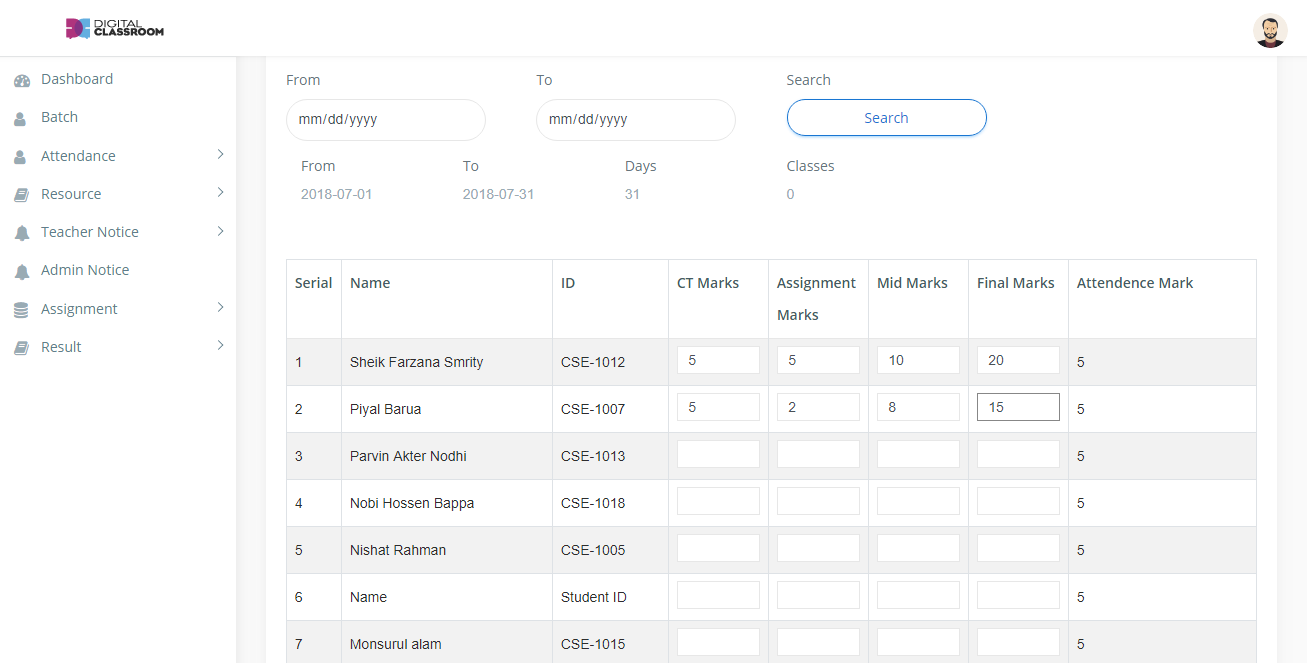 DIGITAL
CLASSROOM
Dashboard
Batch
Attendance
Resource
Teacher Notice
Admin Notice
Assignment
Result
From To Search
mm/dd/yyyy mm/dd/yyyy Search
From To Days Classes
2018-07-01 2018-07-31 31 0
Serial Name ID CT Marks Assignment Marks Mid Marks Final Marks Attendence Mark
1 Sheik Farzana Smrity CSE-1012 5 5 10 20 5
2 Piyal Barua CSE-1007 5 2 8 15 5
3 Parvin Akter Nodhi CSE-1013 5
4 Nobi Hossen Bappa CSE-1018 5
5 Nishat Rahman CSE-1005 5
6 Name Student ID 5
7 Monsurul alam CSE-1015 5